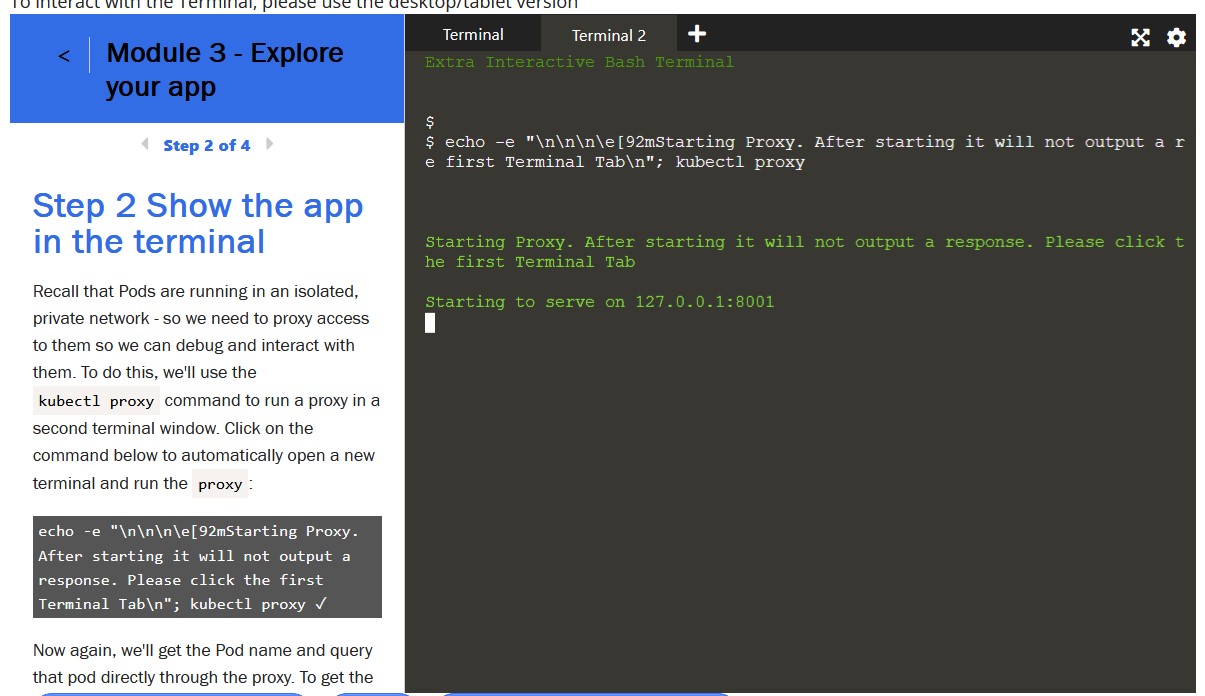 To interact with the Terminal, please use the desktop/tablet version
<
Module 3 - Explore
your app
Step 2 of 4
Step 2 Show the app
in the terminal
Recall that Pods are running in an isolated,
private network - so we need to proxy access
to them so we can debug and interact with
them. To do this, we'll use the
kubectl proxy command to run a proxy in a
second terminal window. Click on the
command below to automatically open a new
terminal and run the proxy :
echo -e "\n\n\n\e[92mStarting Proxy.
After starting it will not output a
response. Please click the first
Terminal Tab\n"; kubectl proxy ✓
Now again, we'll get the Pod name and query
that pod directly through the proxy. To get the
Terminal
Terminal 2
+
Extra Interactive Bash Terminal
$
$ echo -e "\n\n\n\e[92mStarting Proxy. After starting it will not output a r
e first Terminal Tab\n"; kubectl proxy
Starting Proxy. After starting it will not output a response. Please click t
he first Terminal Tab
Starting to serve on 127.0.0.1:8001